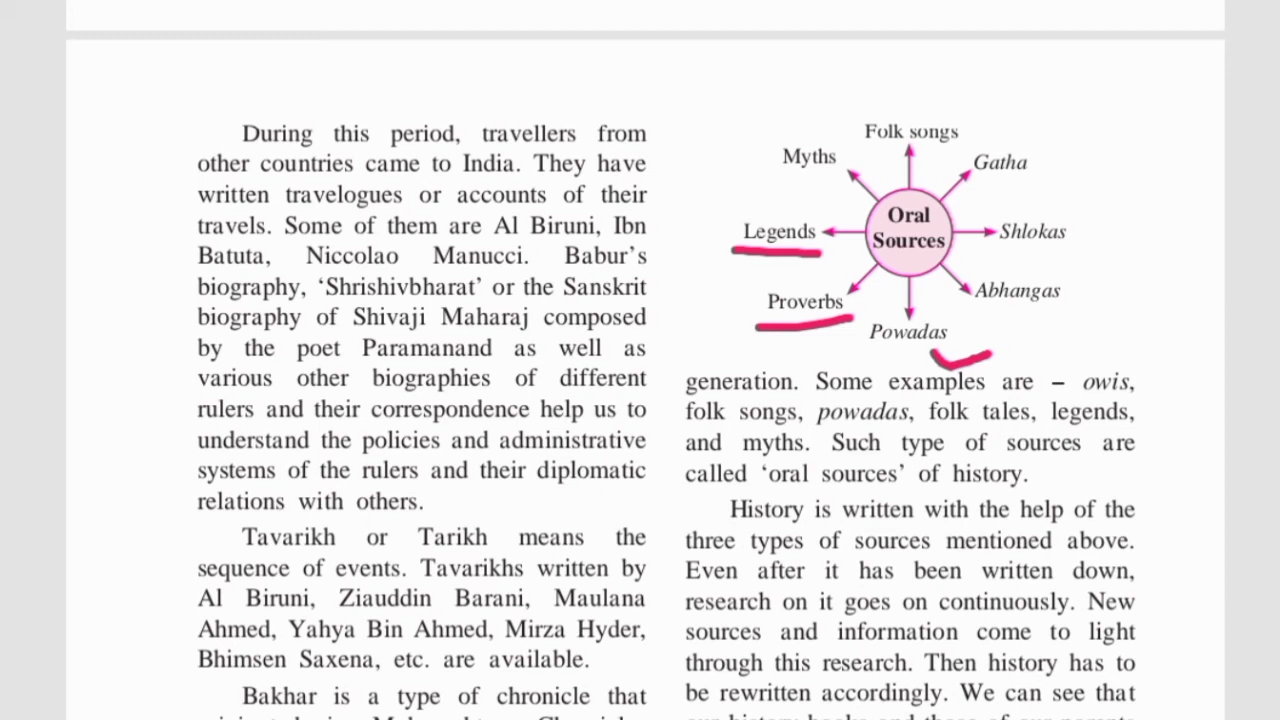 During this period, travellers from
other countries came to India. They have
written travelogues or accounts of their
travels. Some of them are Al Biruni, Ibn
Batuta, Niccolao Manucci. Babur's
biography, ‘Shrishivbharat’ or the Sanskrit
biography of Shivaji Maharaj composed
by the poet Paramanand as well as
various other biographies of different
rulers and their correspondence help us to
understand the policies and administrative
systems of the rulers and their diplomatic
relations with others.
Tavarikh or Tarikh means the
sequence of events. Tavarikhs written by
Al Biruni, Ziauddin Barani, Maulana
Ahmed, Yahya Bin Ahmed, Mirza Hyder,
Bhimsen Saxena, etc. are available.
Bakhar is a type of chronicle that
Folk songs
Myths
Gatha
Oral
Sources
Legends
Shlokas
Proverbs
Abhangas
Powadas
generation. Some examples are – owis,
folk songs, powadas, folk tales, legends,
and myths. Such type of sources are
called ‘oral sources’ of history.
History is written with the help of the
three types of sources mentioned above.
Even after it has been written down,
research on it goes on continuously. New
sources and information come to light
through this research. Then history has to
be rewritten accordingly. We can see that